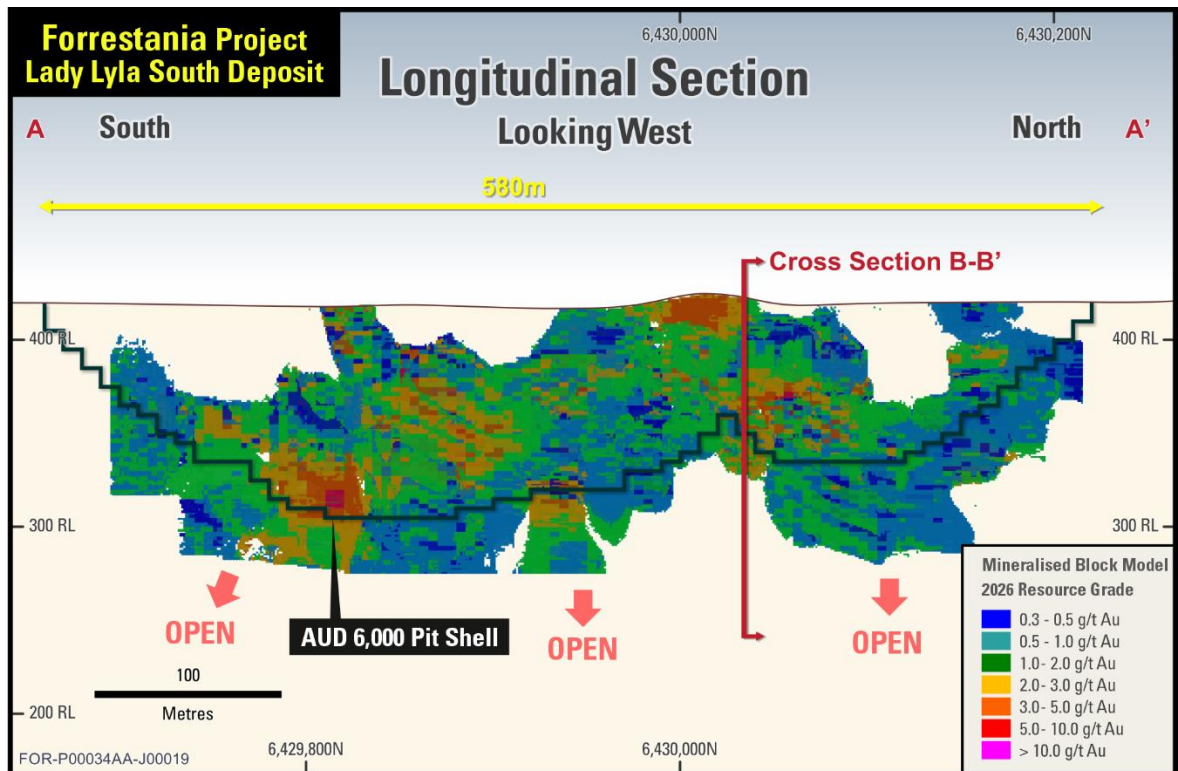 Forrestania Project
Lady Lyla South Deposit
6,430,000N
6,430,200N
Longitudinal Section
Looking West
A
South
North
A'
580m
Cross Section B-B'
400 RL
400 RL
300 RL
300 RL
OPEN
AUD 6,000 Pit Shell
OPEN
OPEN
100
Metres
200 RL
6,429,800N
6,430,000N
FOR-P00034AA-J00019
Mineralised Block Model
2026 Resource Grade
0.3 - 0.5 g/t Au
0.5 - 1.0 g/t Au
1.0- 2.0 g/t Au
2.0- 3.0 g/t Au
3.0- 5.0 g/t Au
5.0- 10.0 g/t Au
> 10.0 g/t Au